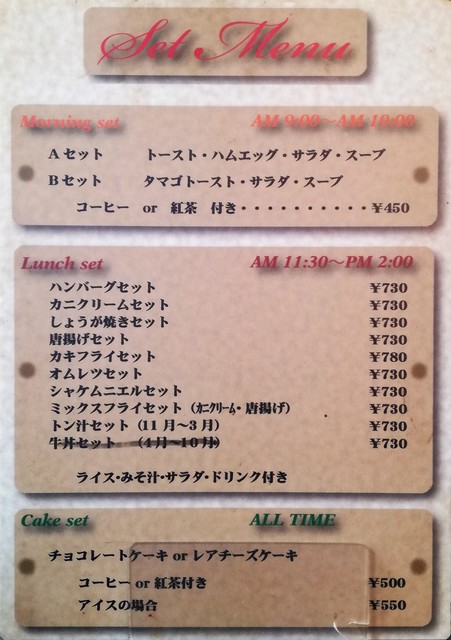 Set Menu
Morning set AM 9:00～AM 10:00
Aセット トースト・ハムエッグ・サラダ・スープ
Bセット タマゴトースト・サラダ・スープ
コーヒー or 紅茶 付き・・・・・・・・・・￥450
Lunch set AM 11:30～PM 2:00
ハンバーグセット ￥730
カニクリームセット ￥730
しょうが焼きセット ￥730
唐揚げセット ￥730
カキフライセット ￥780
オムレツセット ￥730
シャケムニエルセット ￥730
ミックスフライセット（ｶﾆｸﾘｰﾑ・唐揚げ） ￥730
トン汁セット（11月～3月） ￥730
牛丼セット （4月～10月） ￥730
ライス・みそ汁・サラダ・ドリンク付き
Cake set ALL TIME
チョコレートケーキ or レアチーズケーキ
コーヒー or 紅茶付き ￥500
アイスの場合 ￥550